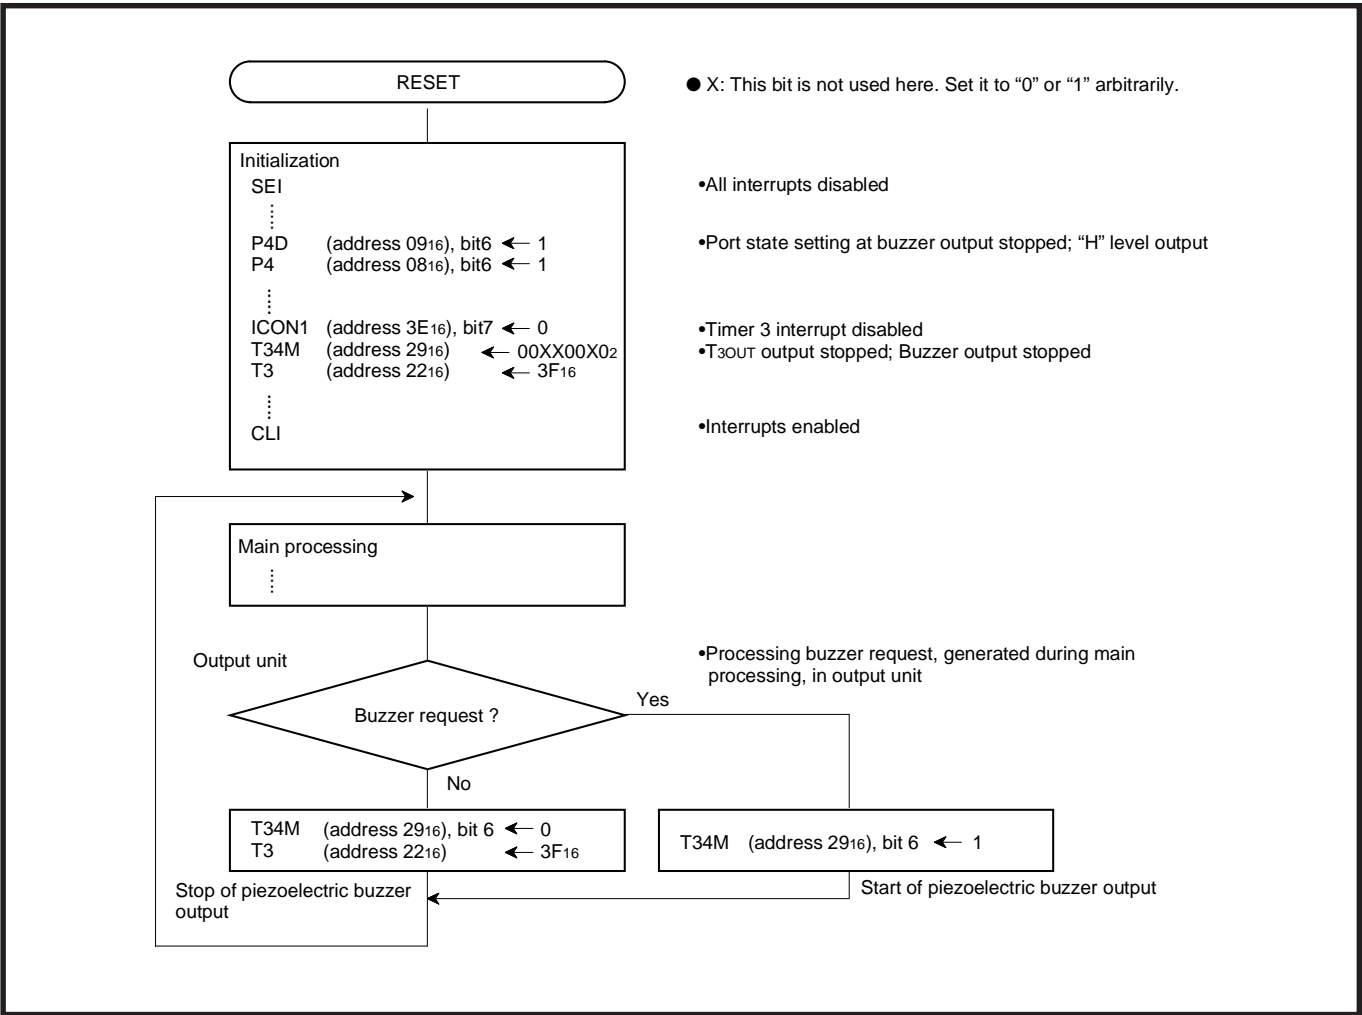 RESET
● X: This bit is not used here. Set it to “0” or “1” arbitrarily.
Initialization
SEI
•All interrupts disabled
P4D (address 0916), bit6 ← 1
•Port state setting at buzzer output stopped; “H” level output
P4 (address 0816), bit6 ← 1
ICON1 (address 3E16), bit7 ← 0
•Timer 3 interrupt disabled
T34M (address 2916) ← 00XX00X02
•T3OUT output stopped; Buzzer output stopped
T3 (address 2216) ← 3F16
CLI
•Interrupts enabled
Main processing
Output unit
•Processing buzzer request, generated during main
processing, in output unit
Buzzer request ?
Yes
No
T34M (address 2916), bit 6 ← 0
T3 (address 2216) ← 3F16
T34M (address 2916), bit 6 ← 1
Stop of piezoelectric buzzer
output
Start of piezoelectric buzzer output